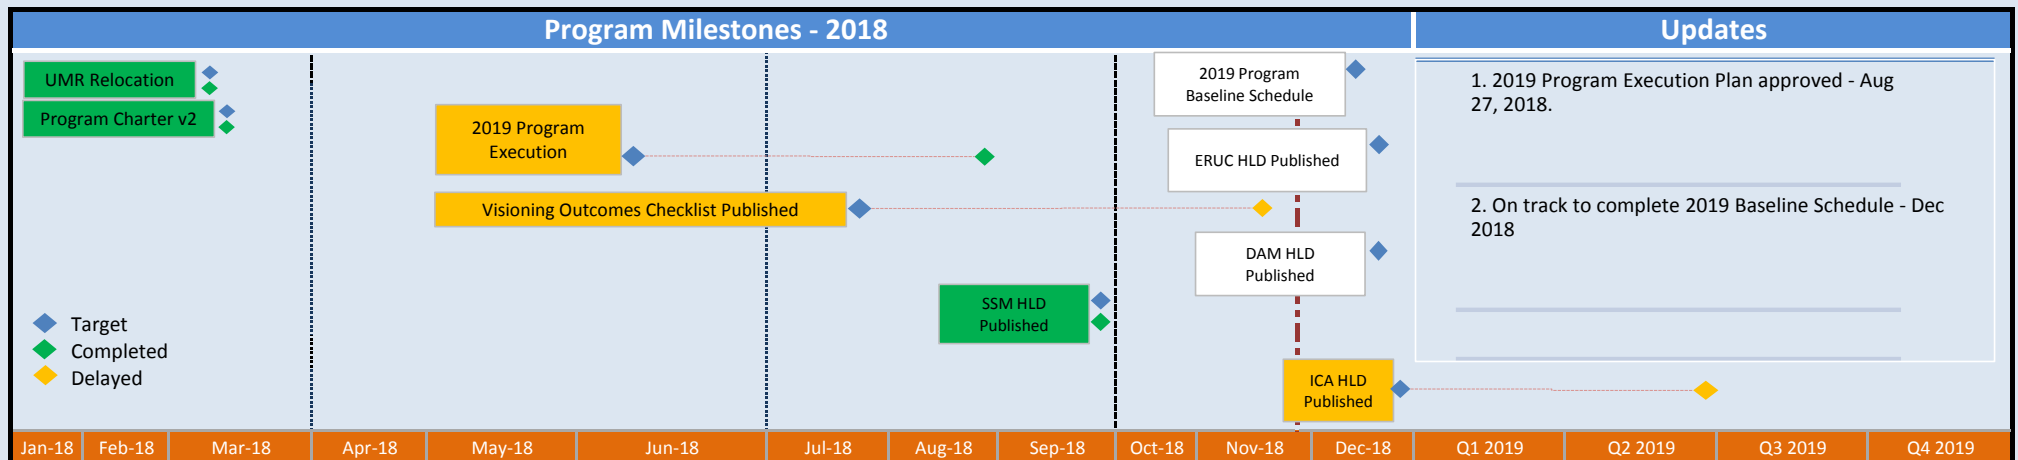 Program Milestones - 2018
Updates
UMR Relocation
Program Charter v2
2019 Program
Execution
Visioning Outcomes Checklist Published
SSM HLD
Published
2019 Program
Baseline Schedule
ERUC HLD Published
DAM HLD
Published
ICA HLD
Published
1. 2019 Program Execution Plan approved - Aug
27, 2018.
2. On track to complete 2019 Baseline Schedule - Dec
2018
Target
Completed
Delayed
Jan-18 Feb-18 Mar-18 Apr-18 May-18 Jun-18 Jul-18 Aug-18 Sep-18 Oct-18 Nov-18 Dec-18 Q1 2019 Q2 2019 Q3 2019 Q4 2019